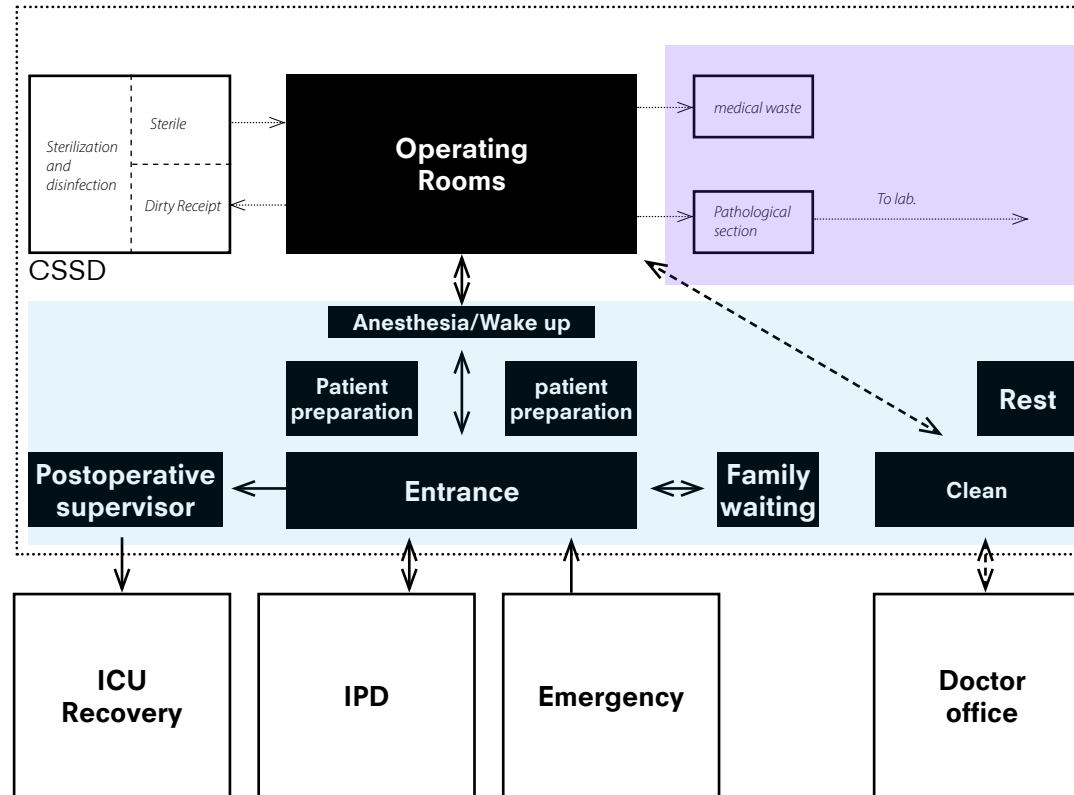 Sterilization
and
disinfection
Sterile
Dirty Receipt
CSSD
Operating
Rooms
medical waste
Pathological
section
To lab.
Anesthesia/Wake up
Patient
preparation
patient
preparation
Rest
Postoperative
supervisor
Entrance
Family
waiting
Clean
ICU
Recovery
IPD
Emergency
Doctor
office